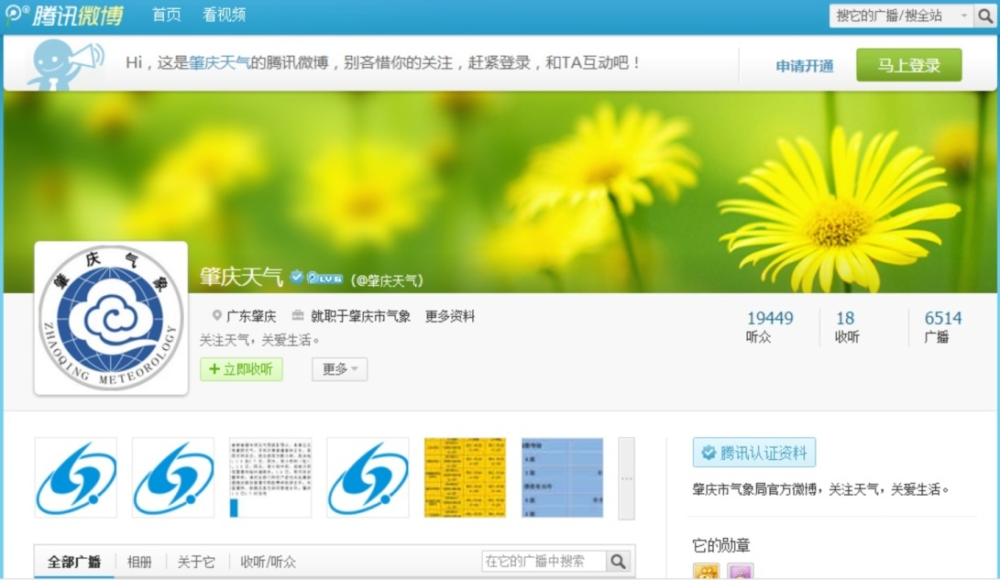 腾讯微博 首页 看视频 搜它的广播/搜全站
Hi，这是肇庆天气的腾讯微博，别吝惜你的关注，赶紧登录，和TA互动吧！ 申请开通 马上登录
肇庆气象
ZHAOQING METEOROLOGY
肇庆天气 LV6 (@肇庆天气)
广东肇庆 就职于肇庆市气象 更多资料
关注天气，关爱生活。
+立即收听 更多
19449 18 6514
听众 收听 广播
腾讯认证资料
肇庆市气象局官方微博，关注天气，关爱生活。
它的勋章
全部广播 相册 关于它 收听/听众 在它的广播中搜索